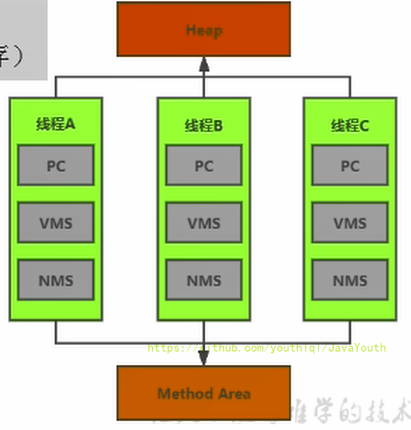 存）
Heap
线程A
线程B
线程C
PC
PC
PC
VMS
VMS
VMS
NMS
NMS
NMS
https://github.com/youthlql/JavaYouth
Method Area
学的技术